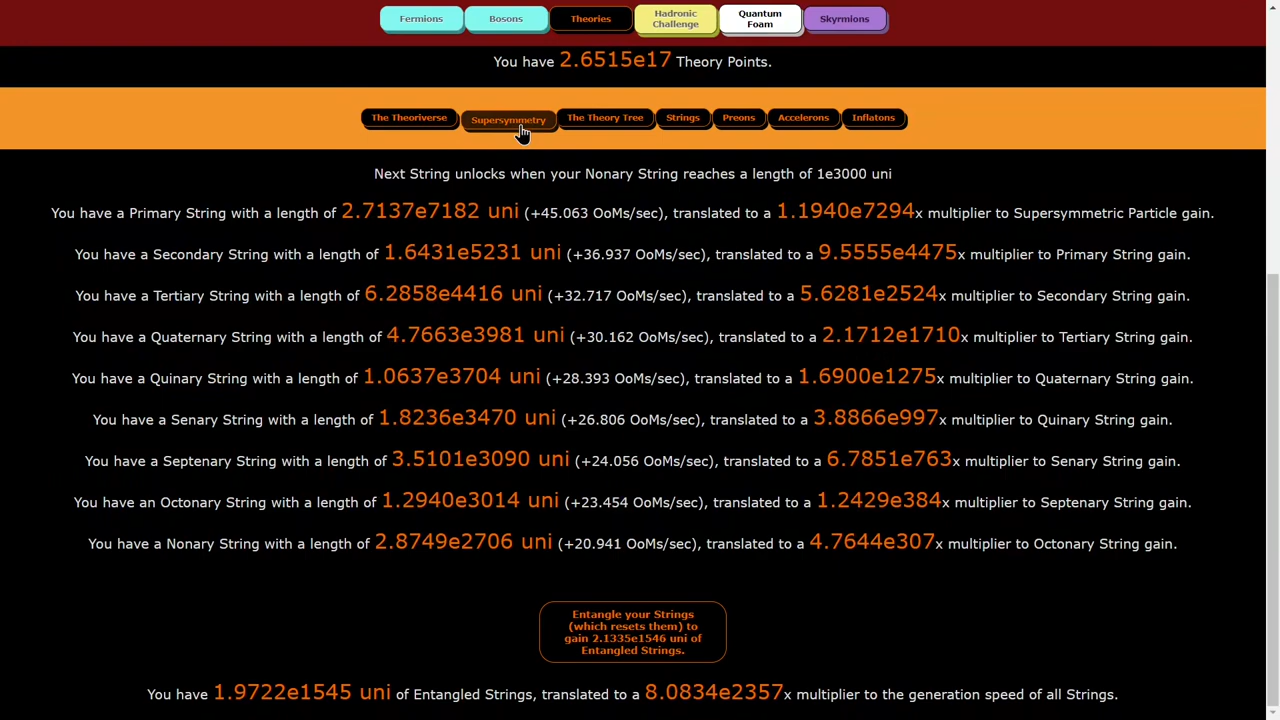 Fermions
Bosons
Theories
Hadronic
Challenge
Quantum
Foam
Skyrmions
You have 2.6515e17 Theory Points.
The Theoriverse
Supersymmetry
The Theory Tree
Strings
Preons
Accelerons
Inflatons
Next String unlocks when your Nonary String reaches a length of 1e3000 uni
You have a Primary String with a length of 2.7137e7182 uni (+45.063 OoMs/sec), translated to a 1.1940e7294x multiplier to Supersymmetric Particle gain.
You have a Secondary String with a length of 1.6431e5231 uni (+36.937 OoMs/sec), translated to a 9.5555e4475x multiplier to Primary String gain.
You have a Tertiary String with a length of 6.2858e4416 uni (+32.717 OoMs/sec), translated to a 5.6281e2524x multiplier to Secondary String gain.
You have a Quaternary String with a length of 4.7663e3981 uni (+30.162 OoMs/sec), translated to a 2.1712e1710x multiplier to Tertiary String gain.
You have a Quinary String with a length of 1.0637e3704 uni (+28.393 OoMs/sec), translated to a 1.6900e1275x multiplier to Quaternary String gain.
You have a Senary String with a length of 1.8236e3470 uni (+26.806 OoMs/sec), translated to a 3.8866e997x multiplier to Quinary String gain.
You have a Septenary String with a length of 3.5101e3090 uni (+24.056 OoMs/sec), translated to a 6.7851e763x multiplier to Senary String gain.
You have an Octonary String with a length of 1.2940e3014 uni (+23.454 OoMs/sec), translated to a 1.2429e384x multiplier to Septenary String gain.
You have a Nonary String with a length of 2.8749e2706 uni (+20.941 OoMs/sec), translated to a 4.7644e307x multiplier to Octonary String gain.
Entangle your Strings
(which resets them) to
gain 2.1335e1546 uni of
Entangled Strings.
You have 1.9722e1545 uni of Entangled Strings, translated to a 8.0834e2357x multiplier to the generation speed of all Strings.